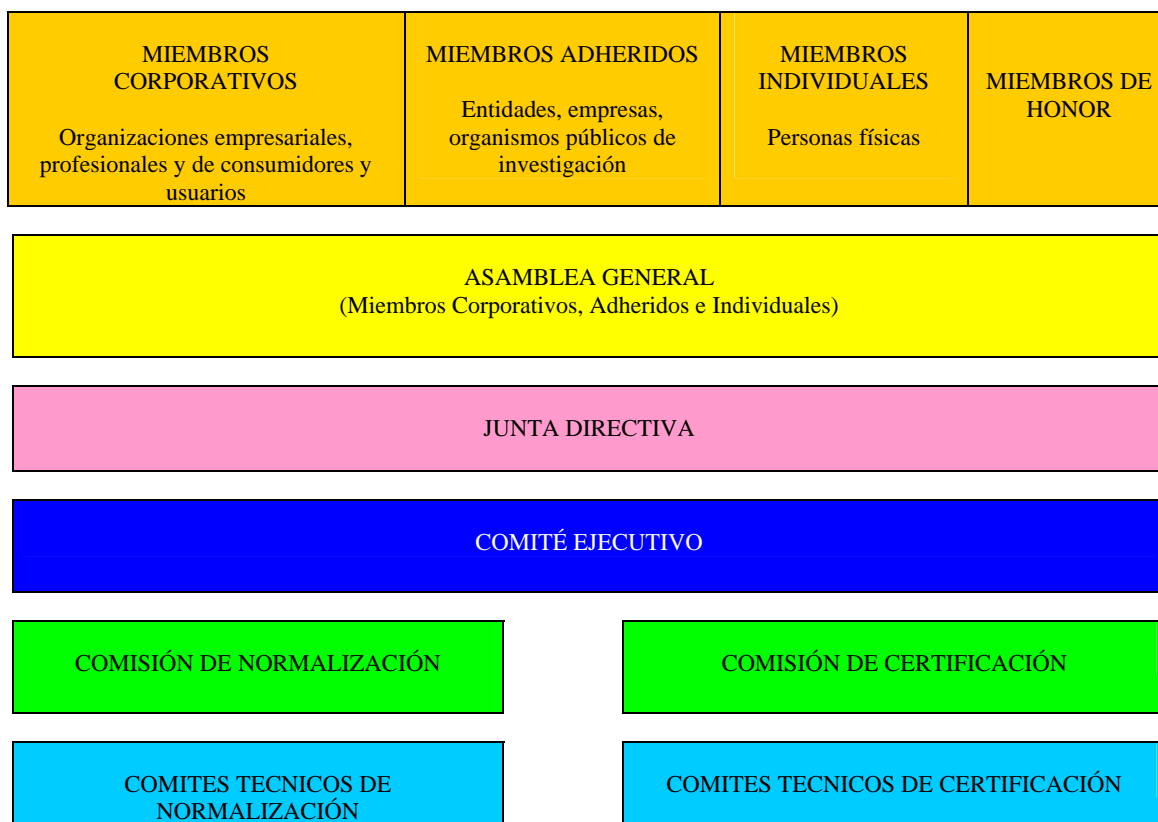 MIEMBROS
CORPORATIVOS
Organizaciones empresariales,
profesionales y de consumidores y
usuarios
MIEMBROS ADHERIDOS
Entidades, empresas,
organismos públicos de
investigación
MIEMBROS
INDIVIDUALES
Personas físicas
MIEMBROS DE
HONOR
ASAMBLEA GENERAL
(Miembros Corporativos, Adheridos e Individuales)
JUNTA DIRECTIVA
COMITÉ EJECUTIVO
COMISIÓN DE NORMALIZACIÓN
COMISIÓN DE CERTIFICACIÓN
COMITES TECNICOS DE
NORMALIZACIÓN
COMITES TECNICOS DE CERTIFICACIÓN